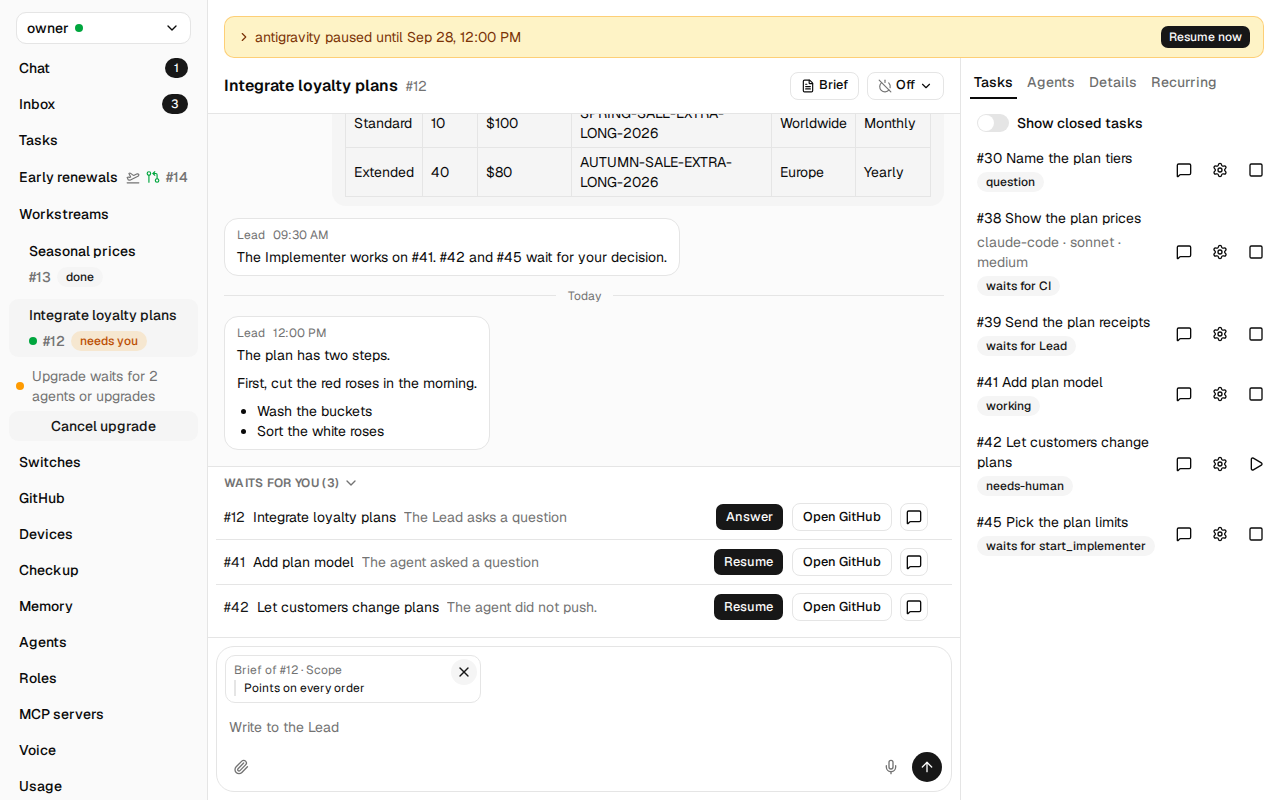 owner
Chat 1
Inbox 3
Tasks
Early renewals #14
Workstreams
Seasonal prices
#13 done
Integrate loyalty plans
#12 needs you
Upgrade waits for 2
agents or upgrades
Cancel upgrade
Switches
GitHub
Devices
Checkup
Memory
Agents
Roles
MCP servers
Voice
Usage
antigravity paused until Sep 28, 12:00 PM
Resume now
Integrate loyalty plans #12
Brief
Off
Standard 10 $100 SPRING-SALE-EXTRA-
LONG-2026 Worldwide Monthly
Extended 40 $80 AUTUMN-SALE-EXTRA-
LONG-2026 Europe Yearly
Lead 09:30 AM
The Implementer works on #41. #42 and #45 wait for your decision.
Today
Lead 12:00 PM
The plan has two steps.
First, cut the red roses in the morning.
• Wash the buckets
• Sort the white roses
WAITS FOR YOU (3)
#12 Integrate loyalty plans The Lead asks a question Answer Open GitHub
#41 Add plan model The agent asked a question Resume Open GitHub
#42 Let customers change plans The agent did not push. Resume Open GitHub
Brief of #12 · Scope
Points on every order
Write to the Lead
Tasks Agents Details Recurring
Show closed tasks
#30 Name the plan tiers
question
#38 Show the plan prices
claude-code · sonnet ·
medium
waits for CI
#39 Send the plan receipts
waits for Lead
#41 Add plan model
working
#42 Let customers change
plans
needs-human
#45 Pick the plan limits
waits for start_implementer